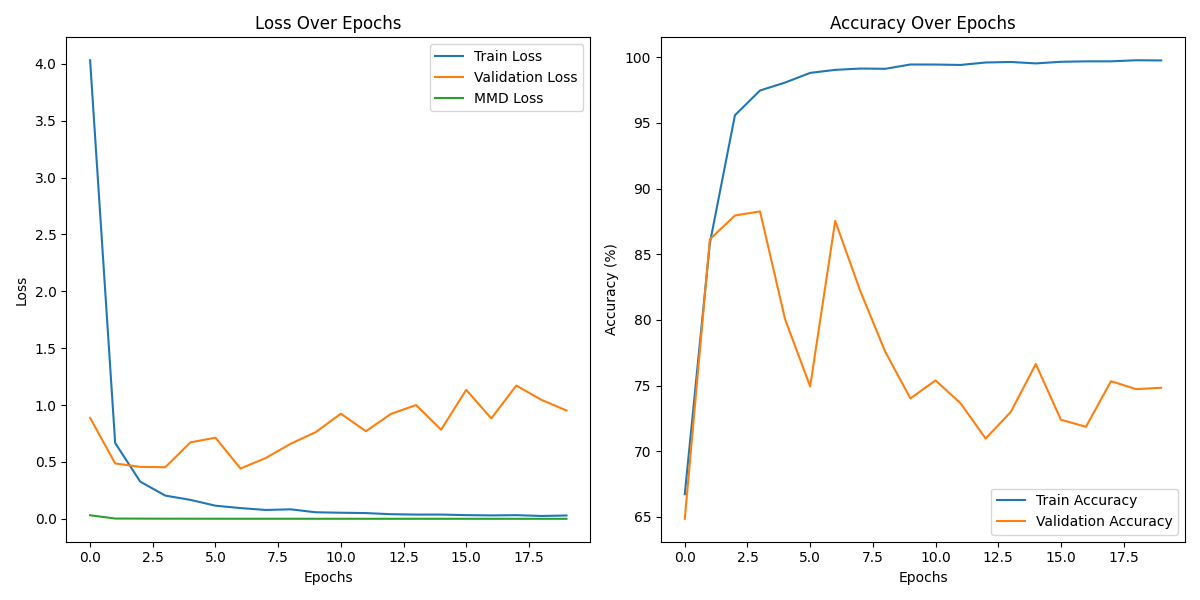 Loss Over Epochs
Train Loss
Validation Loss
MMD Loss
4.0
3.5
3.0
2.5
2.0
1.5
1.0
0.5
0.0
Loss
0.0 2.5 5.0 7.5 10.0 12.5 15.0 17.5
Epochs
Accuracy Over Epochs
100
95
90
85
80
75
70
65
Accuracy (%)
Train Accuracy
Validation Accuracy
0.0 2.5 5.0 7.5 10.0 12.5 15.0 17.5
Epochs